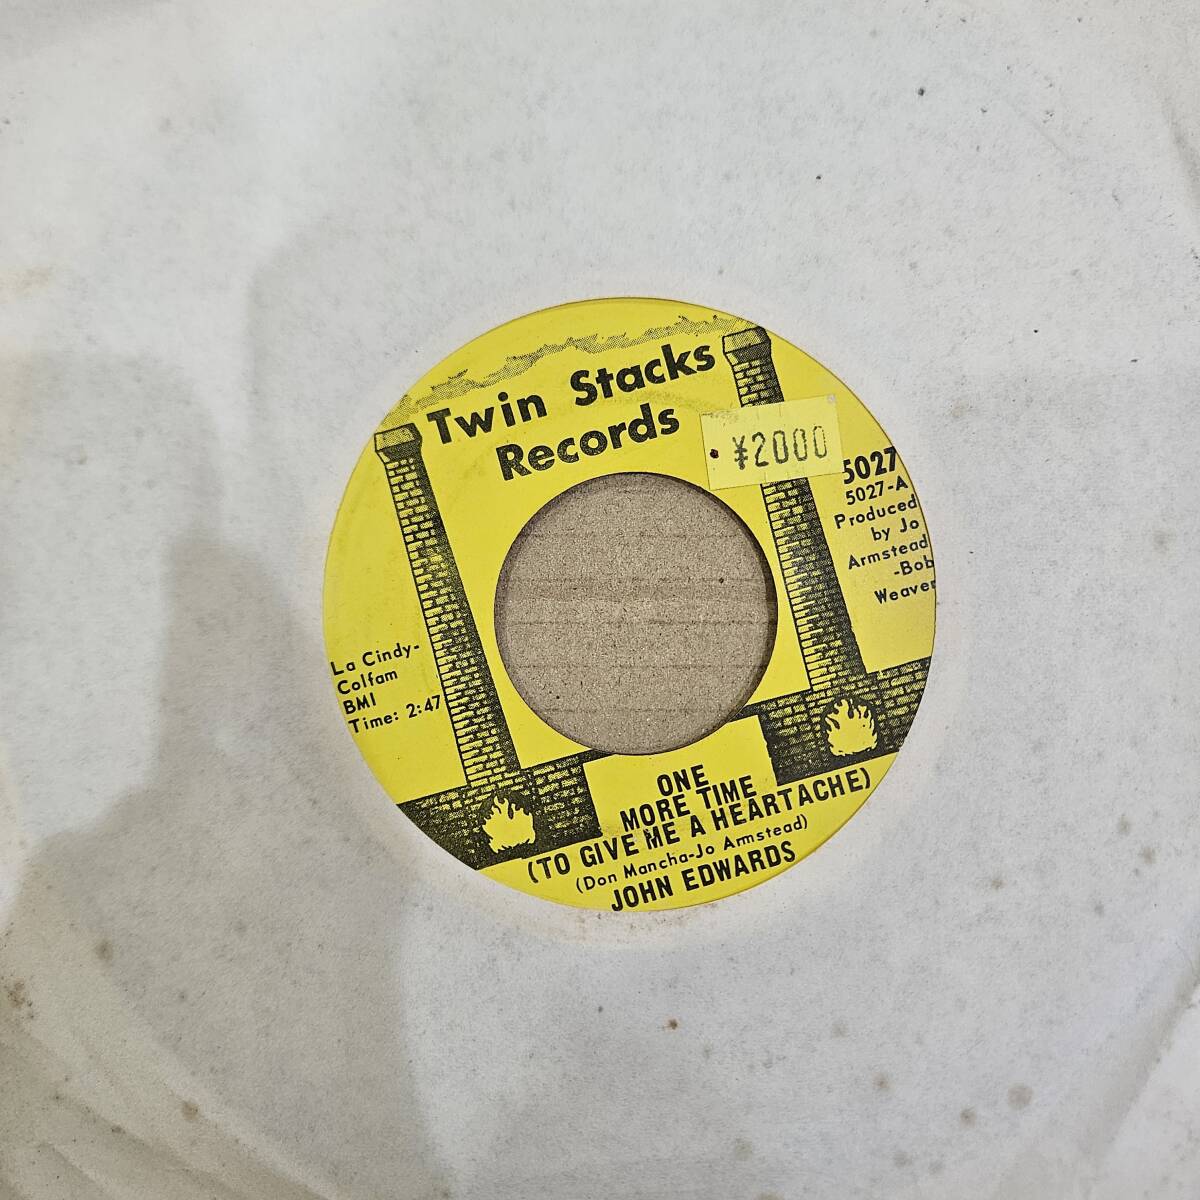 Twin Stacks
Records
¥2000
5027
5027-A
Produced
by Jo
Armstead
-Bob
Weaver
La Cindy-
Colfam
BMI
Time: 2:47
ONE
MORE TIME
(TO GIVE ME A HEARTACHE)
(Don Mancha-Jo Armstead)
JOHN EDWARDS